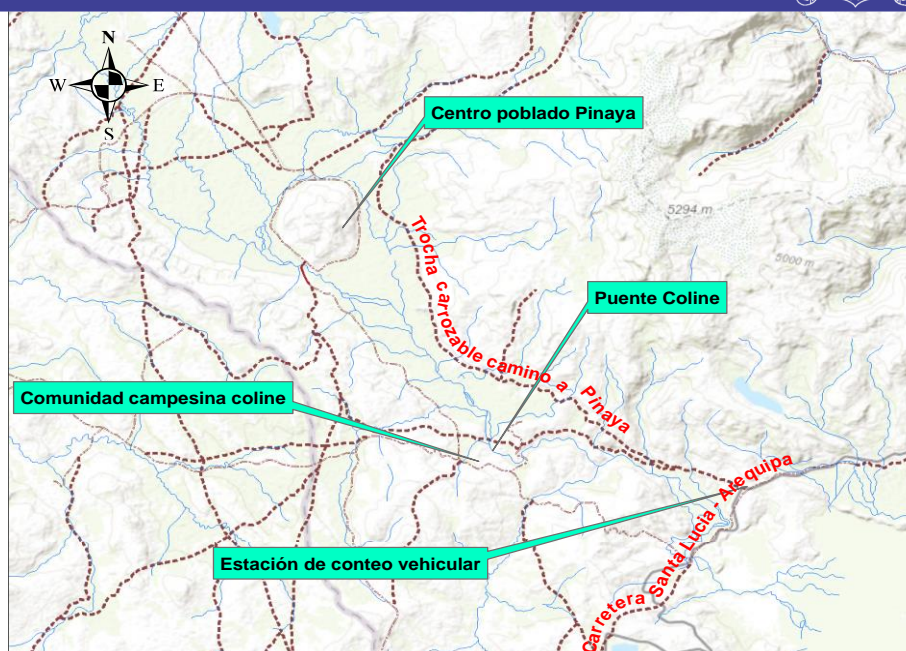 N
W E
S
Centro poblado Pinaya
5294 m
Trocha carrozable camino a Pinaya
5000 m
Puente Coline
Comunidad campesina coline
Carretera Santa Lucia - Arequipa
Estación de conteo vehicular